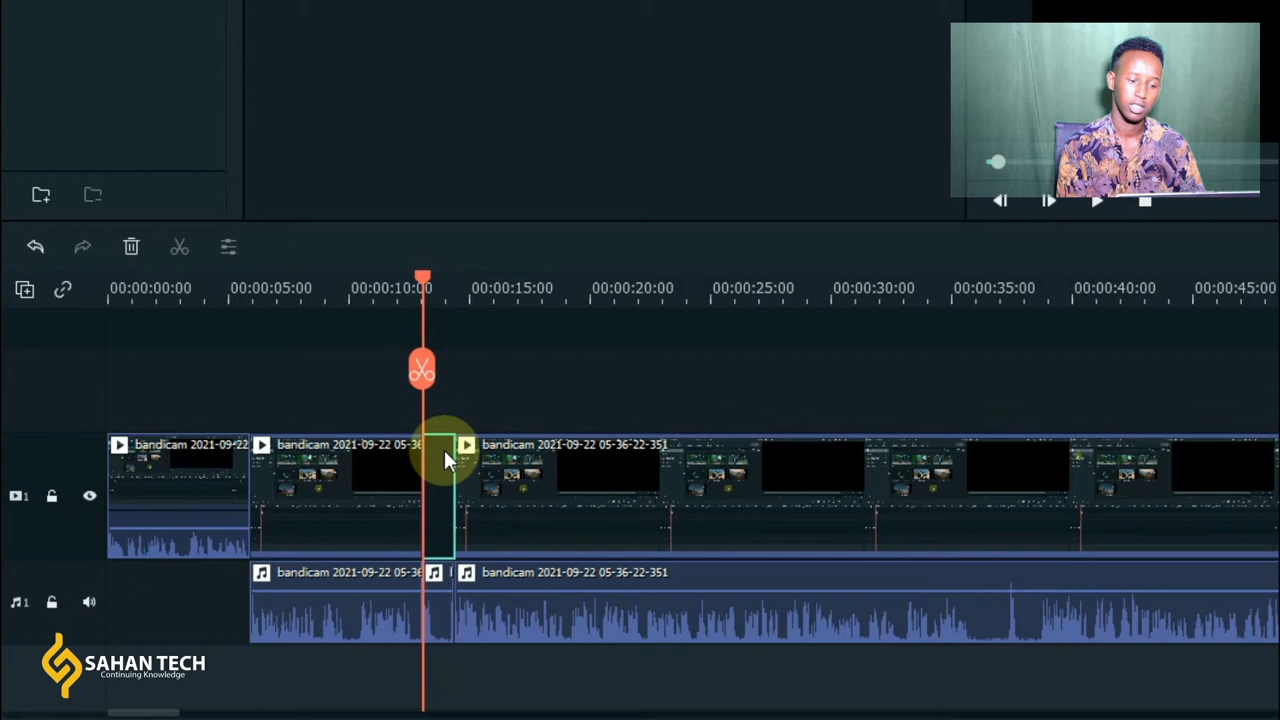 00:00:00:00 00:00:05:00 00:00:10:00 00:00:15:00 00:00:20:00 00:00:25:00 00:00:30:00 00:00:35:00 00:00:40:00 00:00:45:00
bandicam 2021-09-22 bandicam 2021-09-22 05-36 bandicam 2021-09-22 05-36-22-351
1
bandicam 2021-09-22 05-36 bandicam 2021-09-22 05-36-22-351
1
SAHAN TECH
Continuing Knowledge